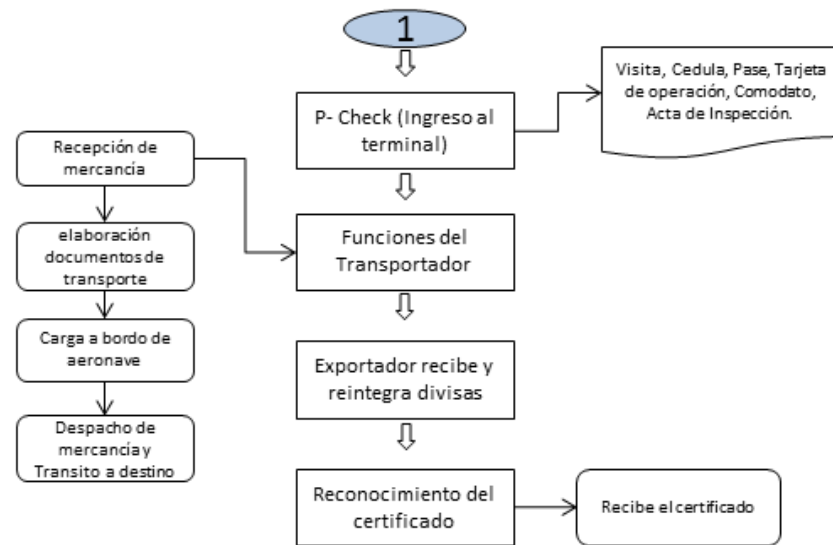 1
P- Check (Ingreso al
terminal)
Visita, Cedula, Pase, Tarjeta
de operación, Comodato,
Acta de Inspección.
Recepción de
mercancía
elaboración
documentos de
transporte
Carga a bordo de
aeronave
Despacho de
mercancía y
Transito a destino
Funciones del
Transportador
Exportador recibe y
reintegra divisas
Reconocimiento del
certificado
Recibe el certificado